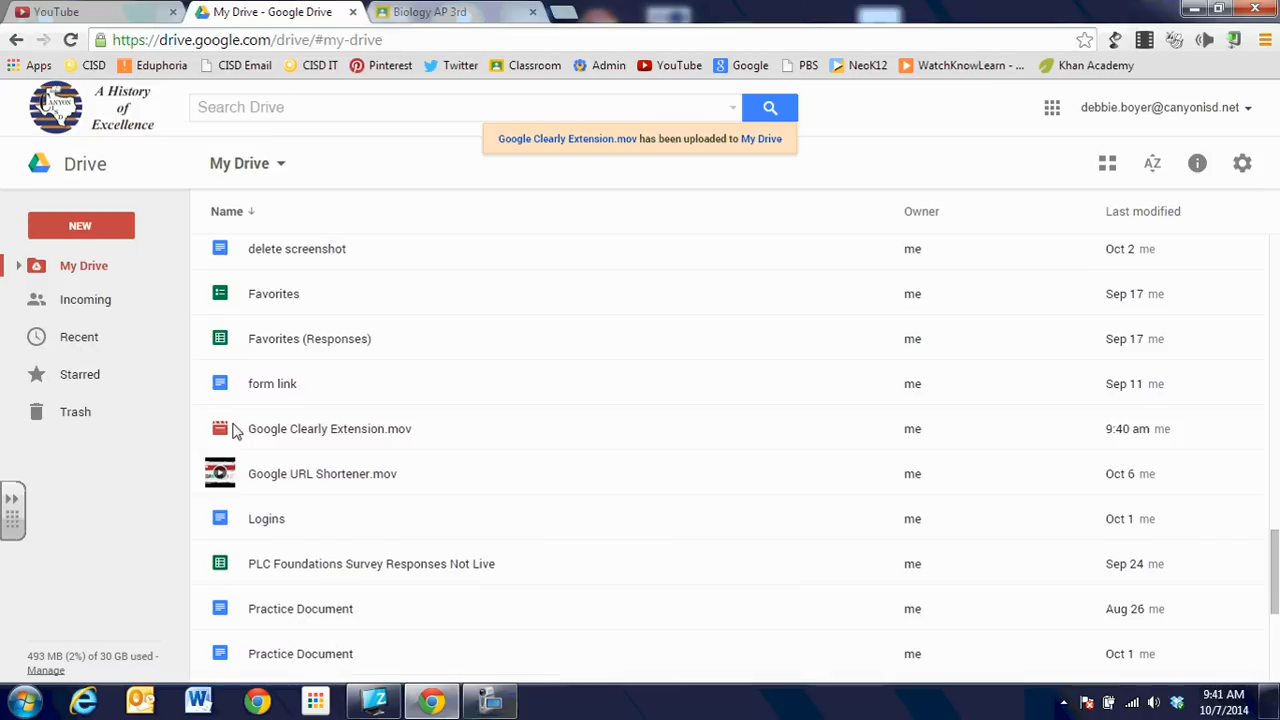 YouTube
My Drive - Google Drive
Biology AP 3rd
https://drive.google.com/drive/#my-drive
Apps CISD Euphoria CISD Email CISD IT Pinterest Twitter Classroom Admin YouTube Google PBS NeoK12 WatchKnowLearn - ... Khan Academy
A History
of
Excellence
CANYON
Search Drive
debbie.boyer@canyonisd.net
Google Clearly Extension.mov has been uploaded to My Drive
Drive
My Drive
AZ
NEW
My Drive
Incoming
Recent
Starred
Trash
493 MB (2%) of 30 GB used -
Manage
Name Owner Last modified
delete screenshot me Oct 2 me
Favorites me Sep 17 me
Favorites (Responses) me Sep 17 me
form link me Sep 11 me
Google Clearly Extension.mov me 9:40 am me
Google URL Shortener.mov me Oct 6 me
Logins me Oct 1 me
PLC Foundations Survey Responses Not Live me Sep 24 me
Practice Document me Aug 26 me
Practice Document me Oct 1 me
9:41 AM
10/7/2014